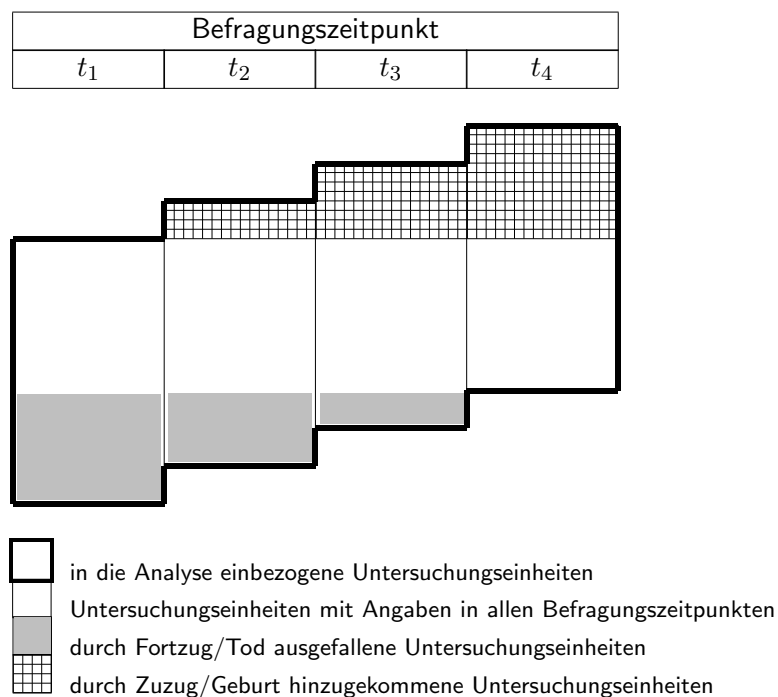 Befragungszeitpunkt
t₁ t₂ t₃ t₄
in die Analyse einbezogene Untersuchungseinheiten
Untersuchungseinheiten mit Angaben in allen Befragungszeitpunkten
durch Fortzug/Tod ausgefallene Untersuchungseinheiten
durch Zuzug/Geburt hinzugekommene Untersuchungseinheiten